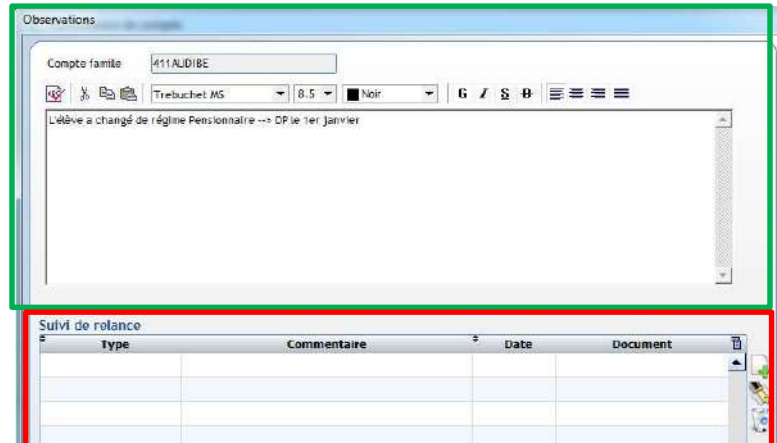 Observations
Compte famille 411AUDIBE
Trebuchet MS 8.5 Noir G I S B
L'élève a changé de régime Pensionnaire --> DP le 1er janvier
Suivi de relance
Type Commentaire Date Document